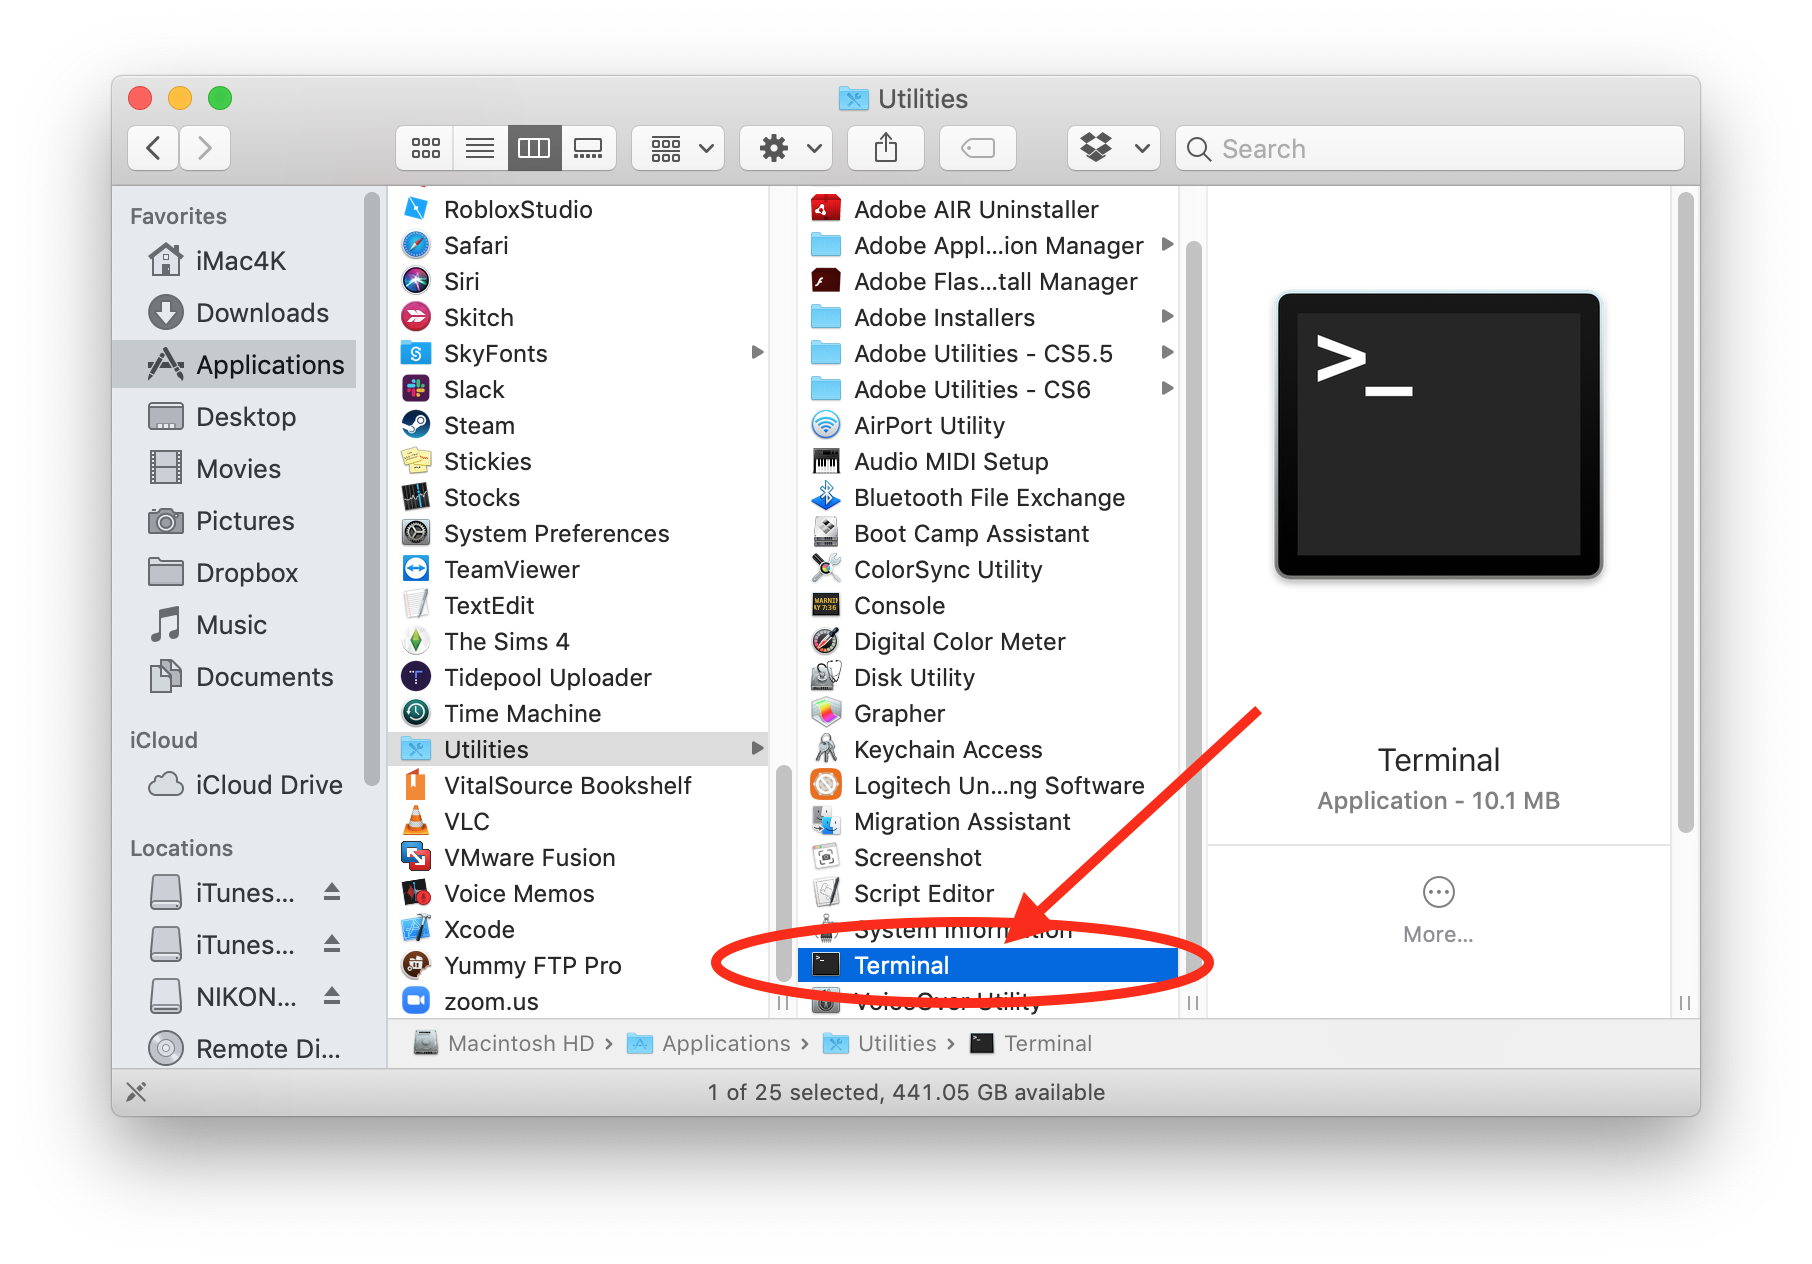 Utilities
Search
Favorites
iMac4K
Downloads
Applications
Desktop
Movies
Pictures
Dropbox
Music
Documents
iCloud
iCloud Drive
Locations
iTunes...
iTunes...
NIKON...
Remote Di...
RobloxStudio
Safari
Siri
Skitch
SkyFonts
Slack
Steam
Stickies
Stocks
System Preferences
TeamViewer
TextEdit
The Sims 4
Tidepool Uploader
Time Machine
Utilities
VitalSource Bookshelf
VLC
VMware Fusion
Voice Memos
Xcode
Yummy FTP Pro
zoom.us
Adobe AIR Uninstaller
Adobe Appl...ion Manager
Adobe Flas...tall Manager
Adobe Installers
Adobe Utilities - CS5.5
Adobe Utilities - CS6
AirPort Utility
Audio MIDI Setup
Bluetooth File Exchange
Boot Camp Assistant
ColorSync Utility
Console
Digital Color Meter
Disk Utility
Grapher
Keychain Access
Logitech Un...ng Software
Migration Assistant
Screenshot
Script Editor
System Information
Terminal
VoiceOver Utility
>_
Terminal
Application - 10.1 MB
More...
Macintosh HD › Applications › Utilities › Terminal
1 of 25 selected, 441.05 GB available